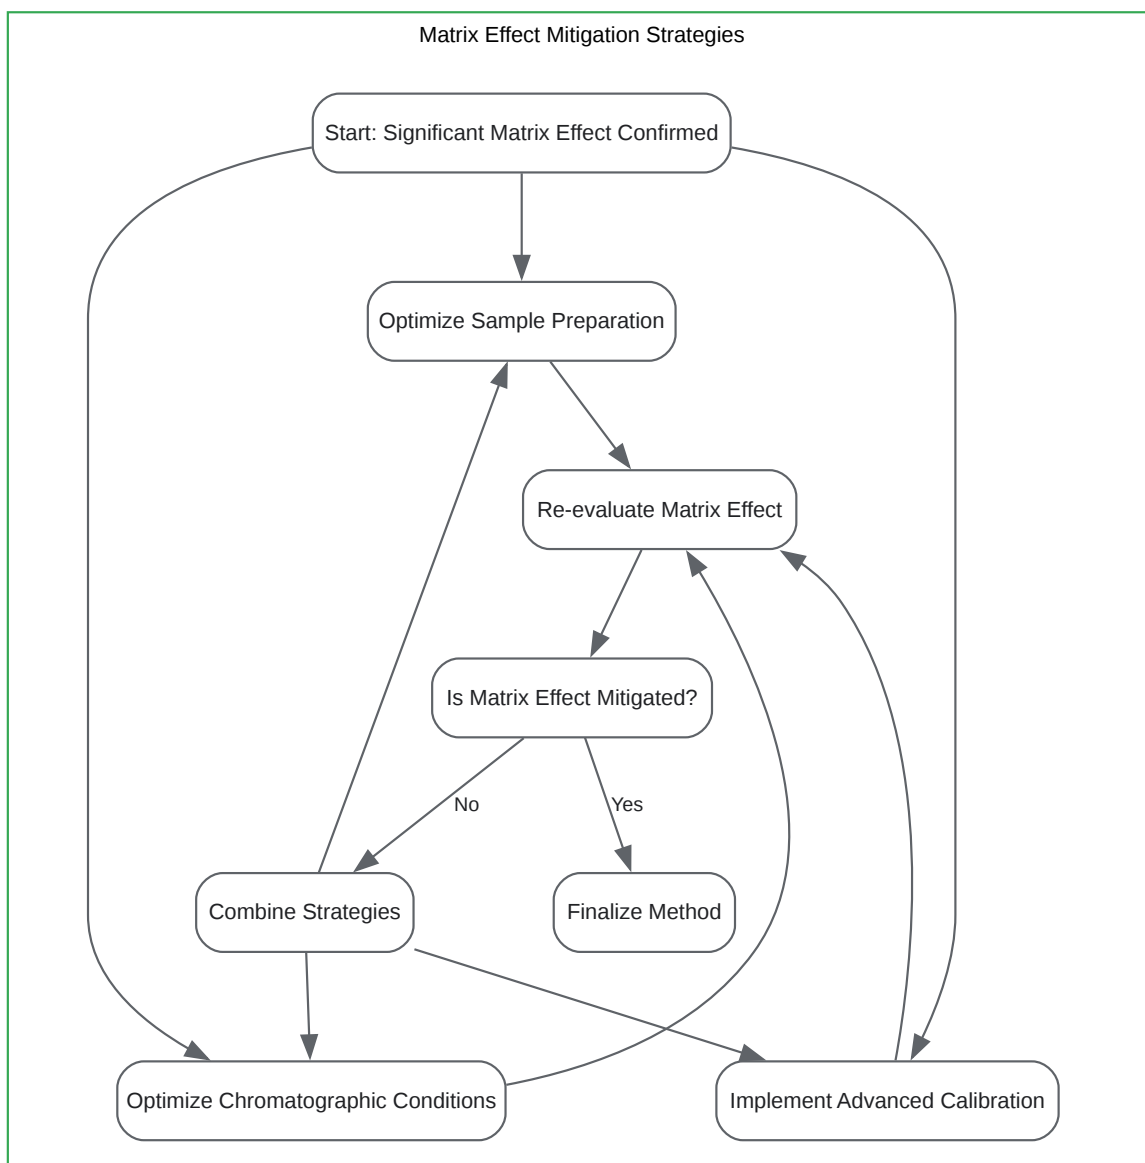 Matrix Effect Mitigation Strategies
Start: Significant Matrix Effect Confirmed
Optimize Sample Preparation
Re-evaluate Matrix Effect
Is Matrix Effect Mitigated?
No
Yes
Combine Strategies
Finalize Method
Optimize Chromatographic Conditions
Implement Advanced Calibration